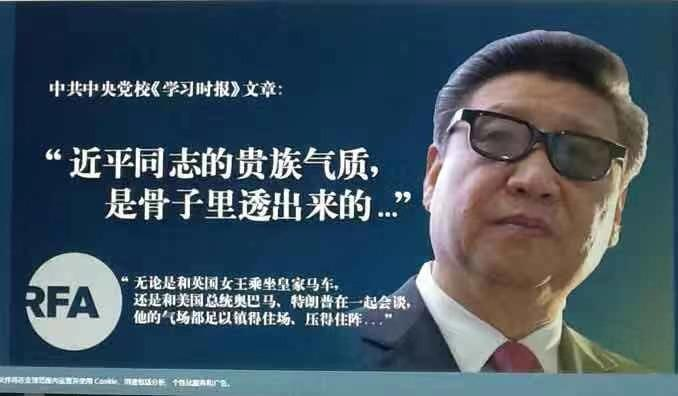 中共中央党校《学习时报》文章：
“近平同志的贵族气质，
是骨子里透出来的...”
RFA
“无论是和英国女王乘坐皇家马车，
还是和美国总统奥巴马、特朗普在一起会谈，
他的气场都足以镇得住场、压得住阵...”
Cookie